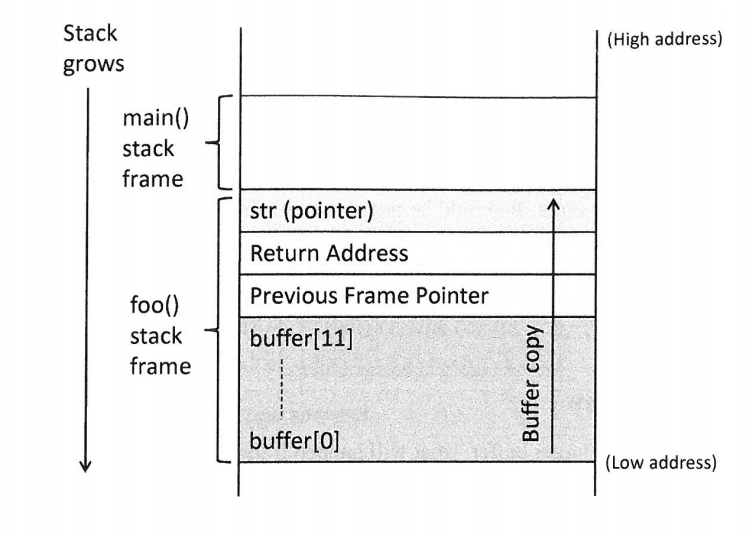 Stack
grows
(High address)
main()
stack
frame
str (pointer)
Return Address
Previous Frame Pointer
foo()
stack
frame
buffer[11]
Buffer copy
buffer[0]
(Low address)